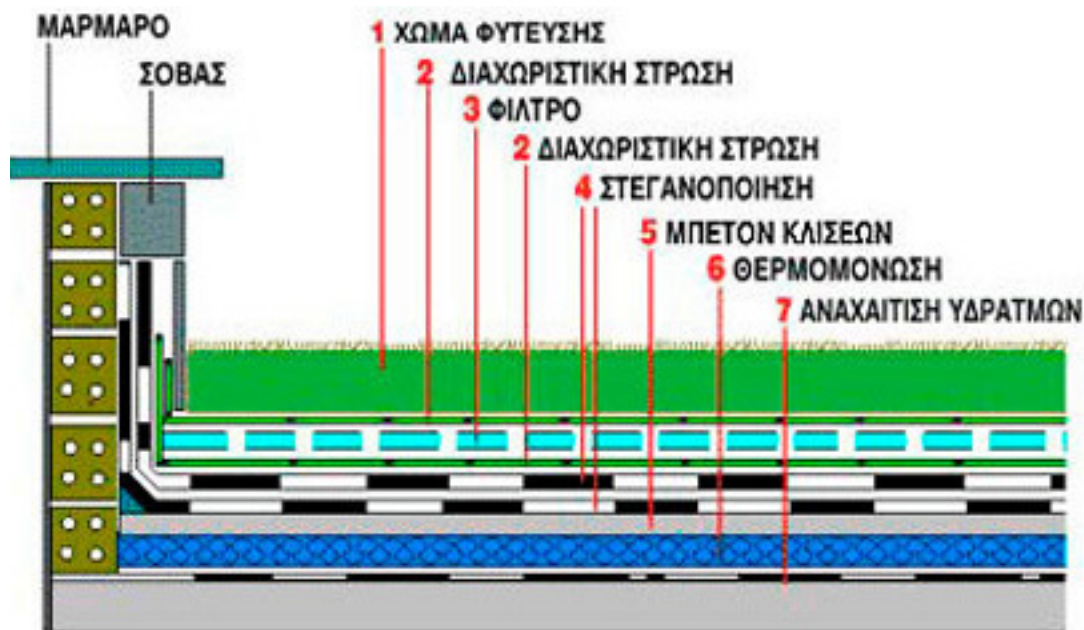 ΜΑΡΜΑΡΟ
ΣΟΒΑΣ
1 ΧΩΜΑ ΦΥΤΕΥΣΗΣ
2 ΔΙΑΧΩΡΙΣΤΙΚΗ ΣΤΡΩΣΗ
3 ΦΙΛΤΡΟ
2 ΔΙΑΧΩΡΙΣΤΙΚΗ ΣΤΡΩΣΗ
4 ΣΤΕΓΑΝΟΠΟΙΗΣΗ
5 ΜΠΕΤΟΝ ΚΛΙΣΕΩΝ
6 ΘΕΡΜΟΜΟΝΩΣΗ
7 ΑΝΑΧΑΙΤΙΣΗ ΥΔΡΑΤΜΩΝ